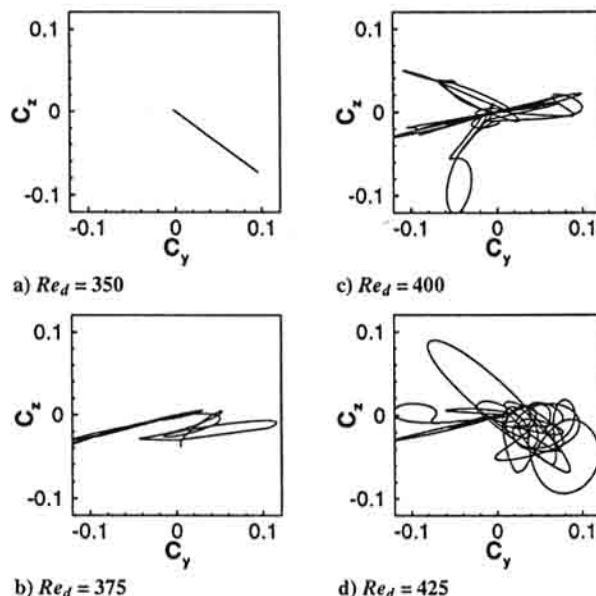 0.1
C_z
0
-0.1
-0.1 0 0.1
C_y
a) Re_d = 350
0.1
C_z
0
-0.1
-0.1 0 0.1
C_y
c) Re_d = 400
0.1
C_z
0
-0.1
-0.1 0 0.1
C_y
b) Re_d = 375
0.1
C_z
0
-0.1
-0.1 0 0.1
C_y
d) Re_d = 425